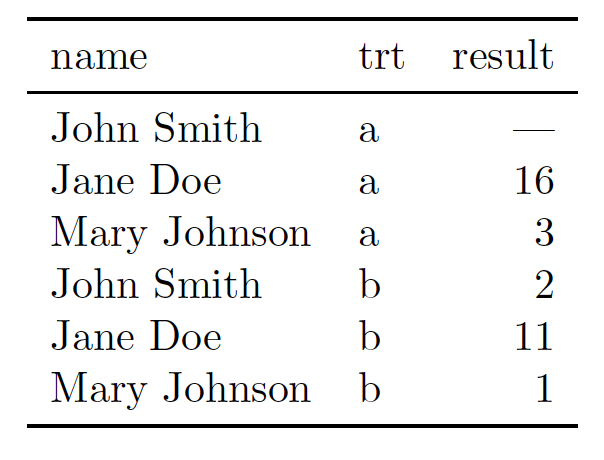 name trt result
John Smith a —
Jane Doe a 16
Mary Johnson a 3
John Smith b 2
Jane Doe b 11
Mary Johnson b 1